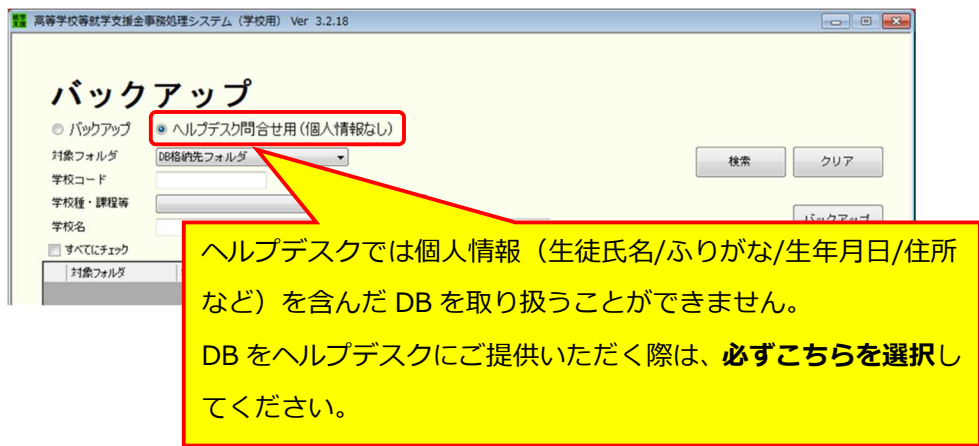 高等学校等就学支援金事務処理システム（学校用） Ver 3.2.18
バックアップ
バックアップ ヘルプデスク問合せ用（個人情報なし）
対象フォルダ DB格納先フォルダ 検索 クリア
学校コード
学校種・課程等
バックアップ
学校名
すべてにチェック
対象フォルダ
ヘルプデスクでは個人情報（生徒氏名/ふりがな/生年月日/住所
など）を含んだ DB を取り扱うことができません。
DB をヘルプデスクにご提供いただく際は、必ずこちらを選択し
てください。